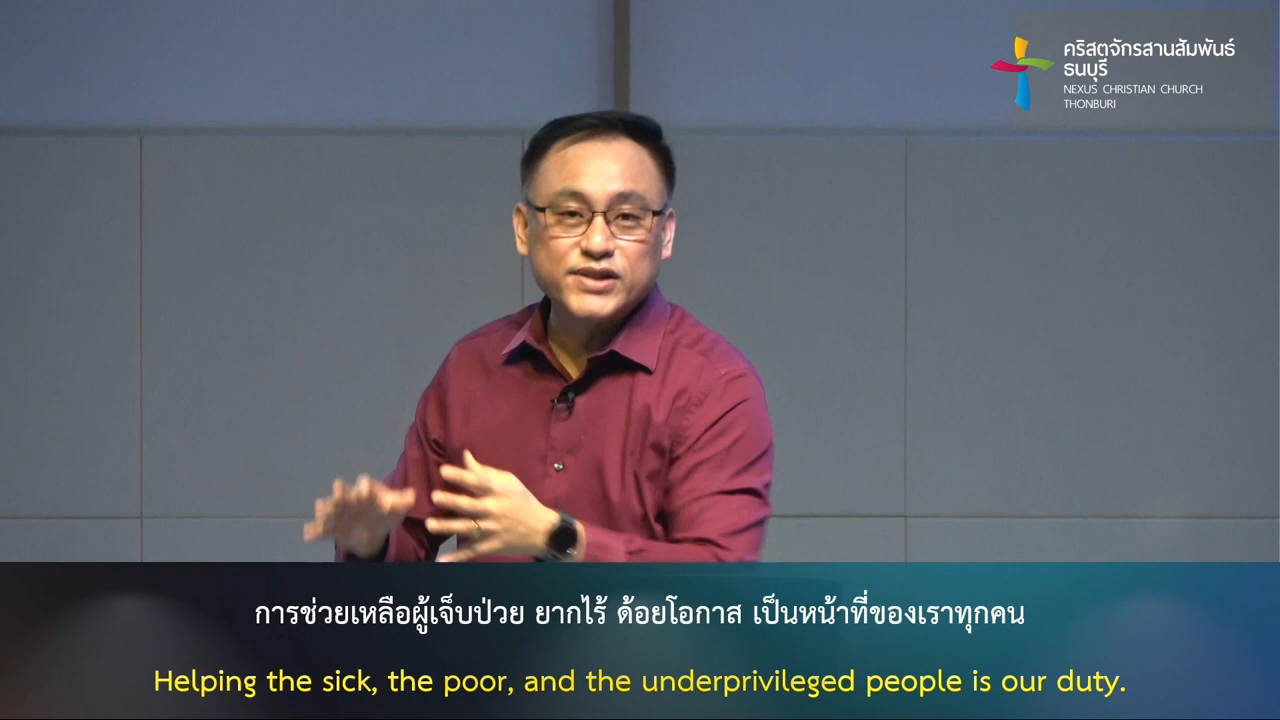 คริสตจักรสานสัมพันธ์
ธนบุรี
NEXUS CHRISTIAN CHURCH
THONBURI
การช่วยเหลือผู้เจ็บป่วย ยากไร้ ด้อยโอกาส เป็นหน้าที่ของเราทุกคน
Helping the sick, the poor, and the underprivileged people is our duty.